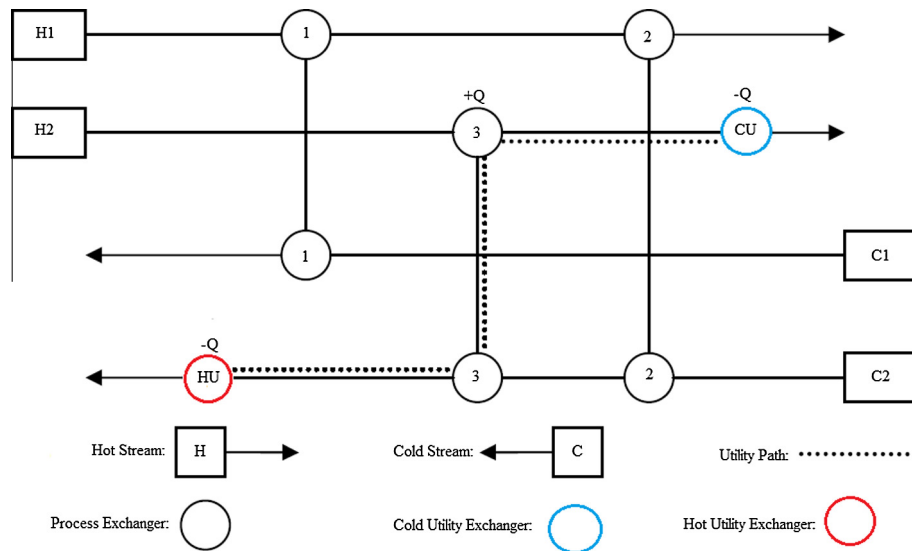 H1
1
2
+Q
-Q
H2
3
CU
1
C1
-Q
HU
3
2
C2
Hot Stream:
H
Cold Stream:
C
Utility Path:
Process Exchanger:
Cold Utility Exchanger:
Hot Utility Exchanger: